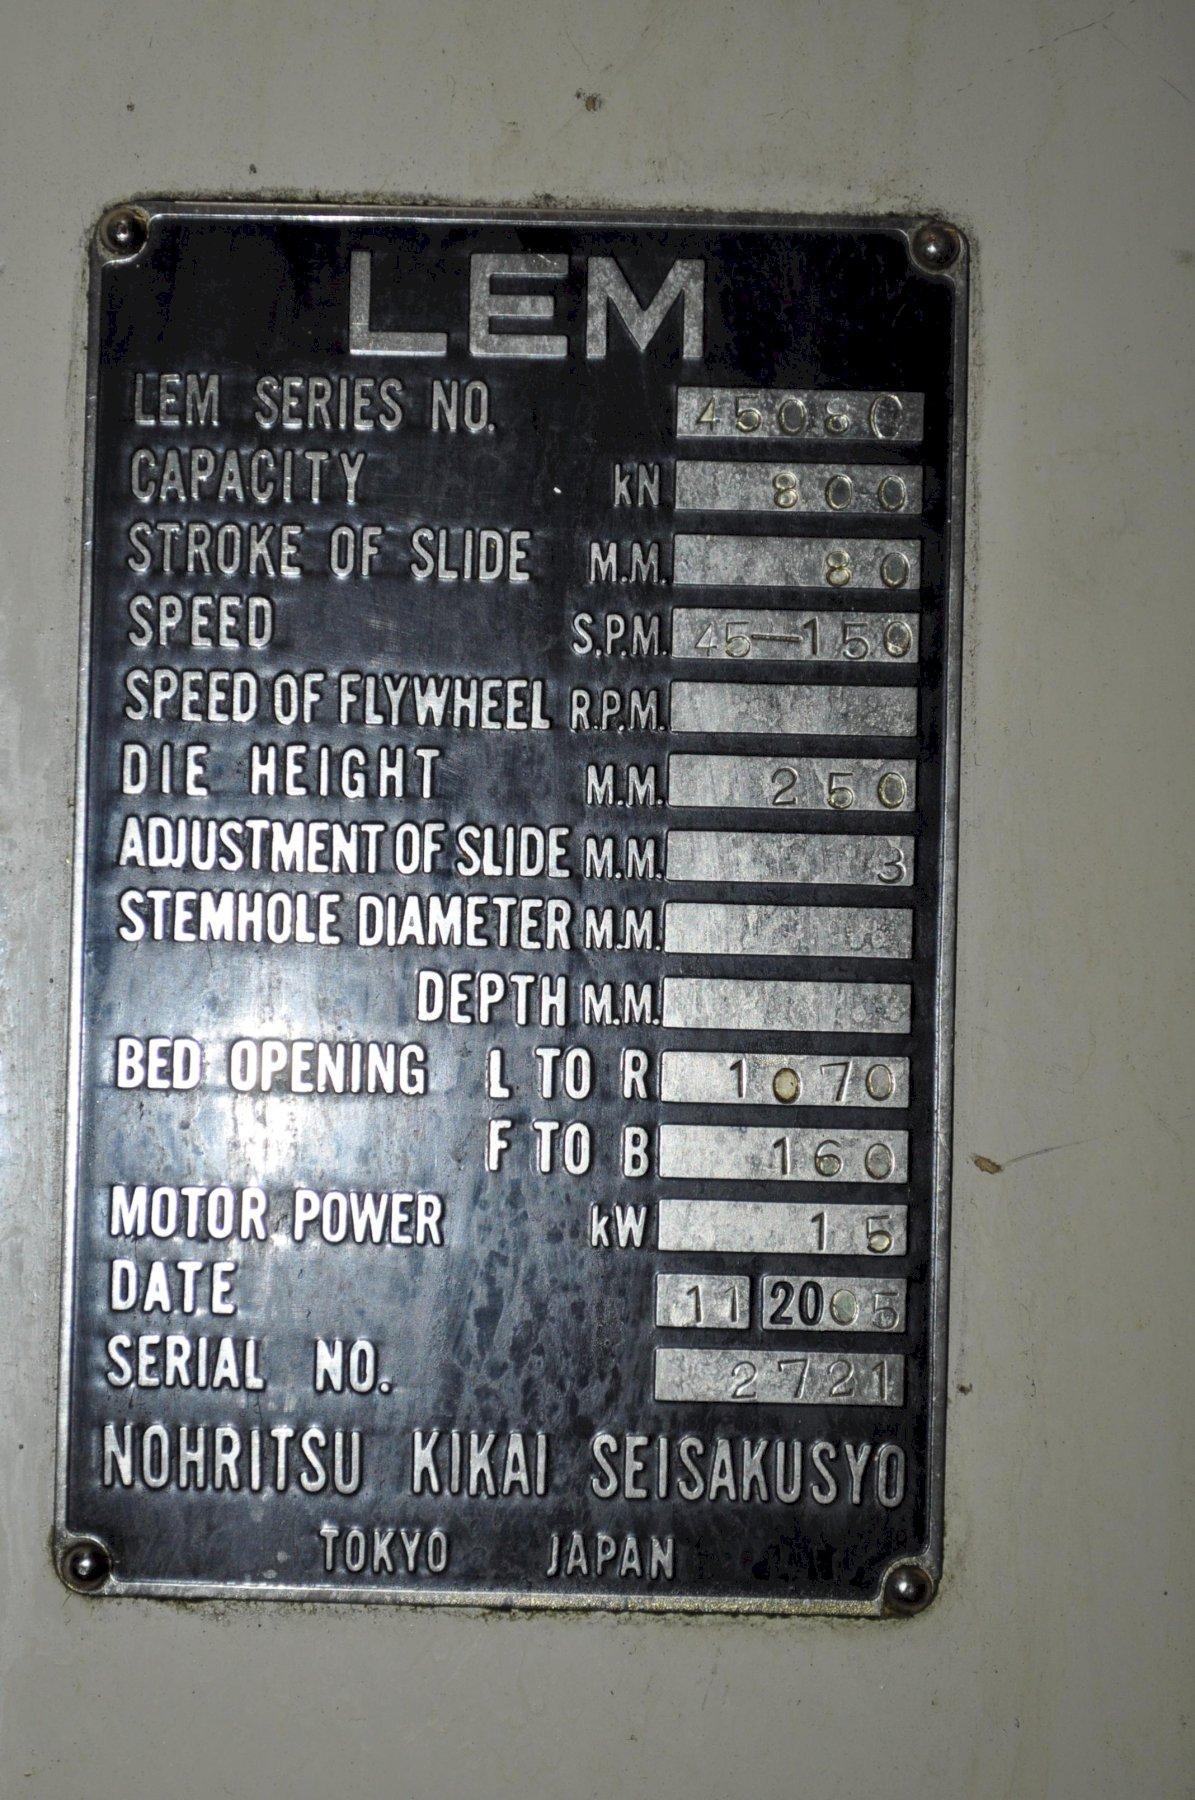 LEM
LEM SERIES NO. 45080
CAPACITY kN 800
STROKE OF SLIDE M.M. 80
SPEED S.P.M. 45-150
SPEED OF FLYWHEEL R.P.M.
DIE HEIGHT M.M. 250
ADJUSTMENT OF SLIDE M.M. 3
STEMHOLE DIAMETER M.M.
DEPTH M.M.
BED OPENING L TO R 1070
F TO B 160
MOTOR POWER kW 15
DATE 11 2005
SERIAL NO. 2721
NOHRITSU KIKAI SEISAKUSYO
TOKYO JAPAN